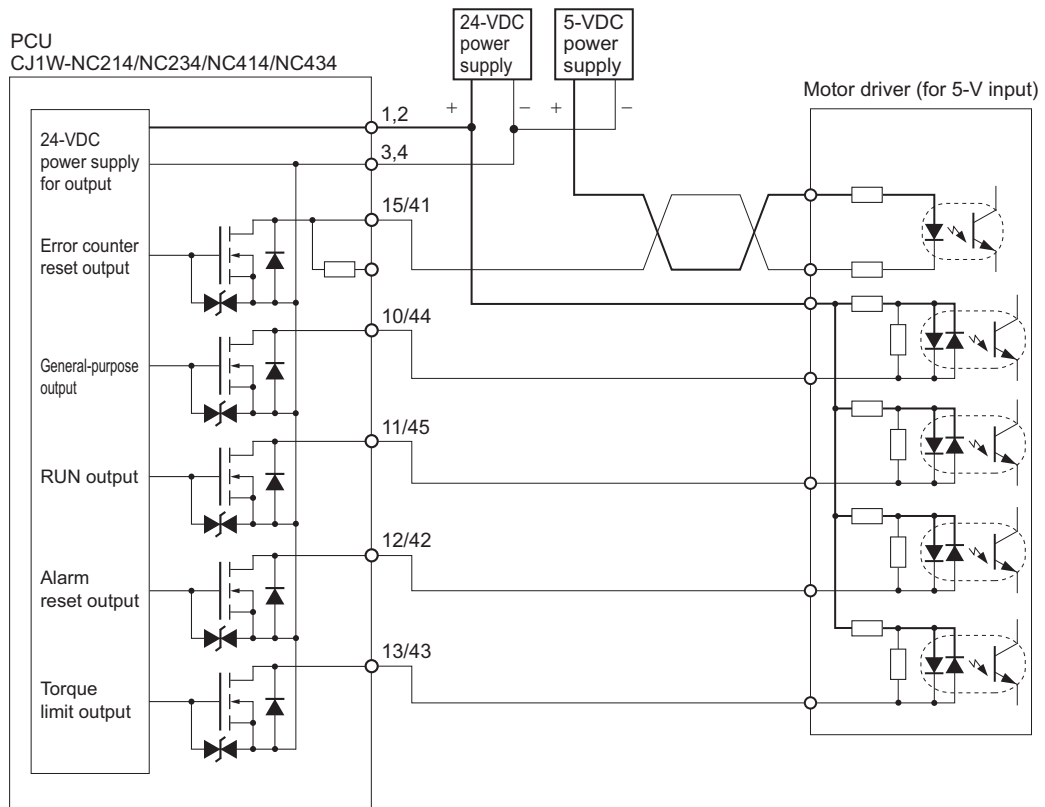 24-VDC
power
supply
5-VDC
power
supply
PCU
CJ1W-NC214/NC234/NC414/NC434
Motor driver (for 5-V input)
+
−
+
−
1,2
24-VDC
power supply
for output
3,4
15/41
Error counter
reset output
10/44
General-purpose
output
11/45
RUN output
12/42
Alarm
reset output
13/43
Torque
limit output